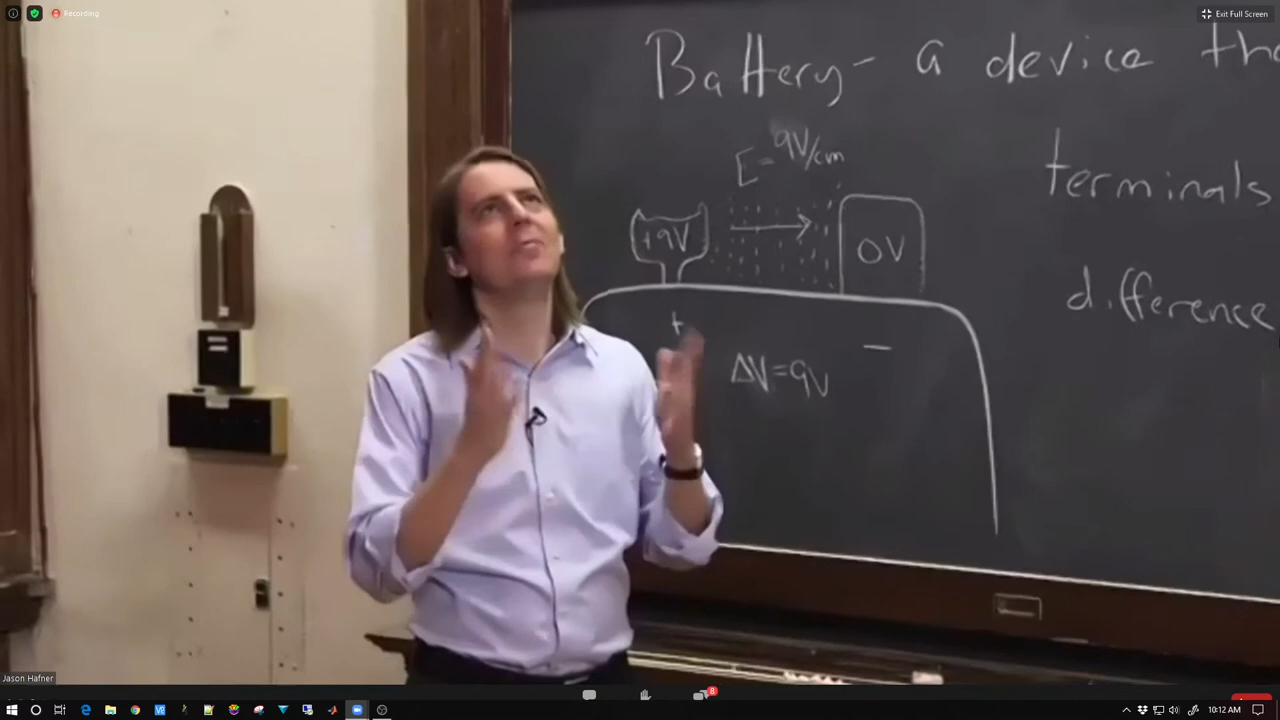 Recording
Exit Full Screen
Battery - a device the
E = 9V/cm
terminals
+9V
0V
difference
+
−
ΔV=9V
Jason Hafner
8
10:12 AM